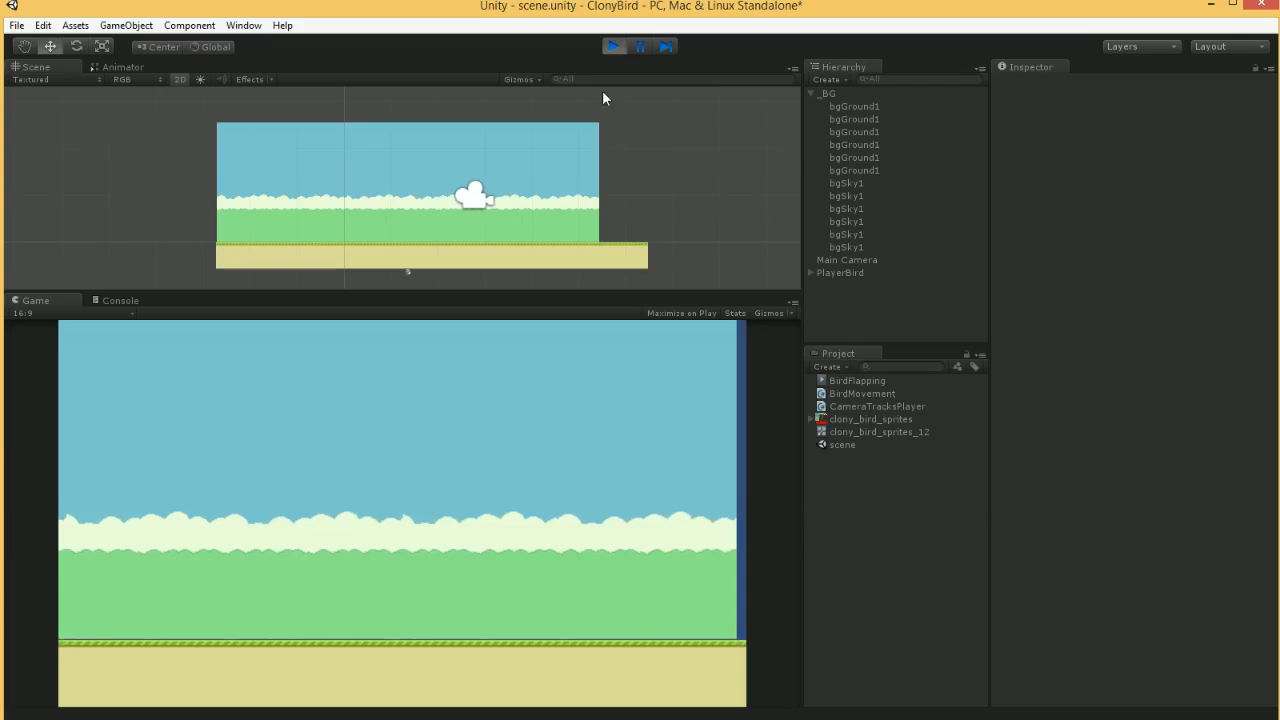 Unity - scene.unity - ClonyBird - PC, Mac & Linux Standalone*
File Edit Assets GameObject Component Window Help
Center Global Layers Layout
Scene Animator
Textured RGB 2D Effects Gizmos All
Game Console
16:9 Maximize on Play Stats Gizmos
Hierarchy
Create All
_BG
bgGround1
bgGround1
bgGround1
bgGround1
bgGround1
bgGround1
bgSky1
bgSky1
bgSky1
bgSky1
bgSky1
bgSky1
Main Camera
PlayerBird
Project
Create
BirdFlapping
BirdMovement
CameraTracksPlayer
clony_bird_sprites
clony_bird_sprites_12
scene
Inspector